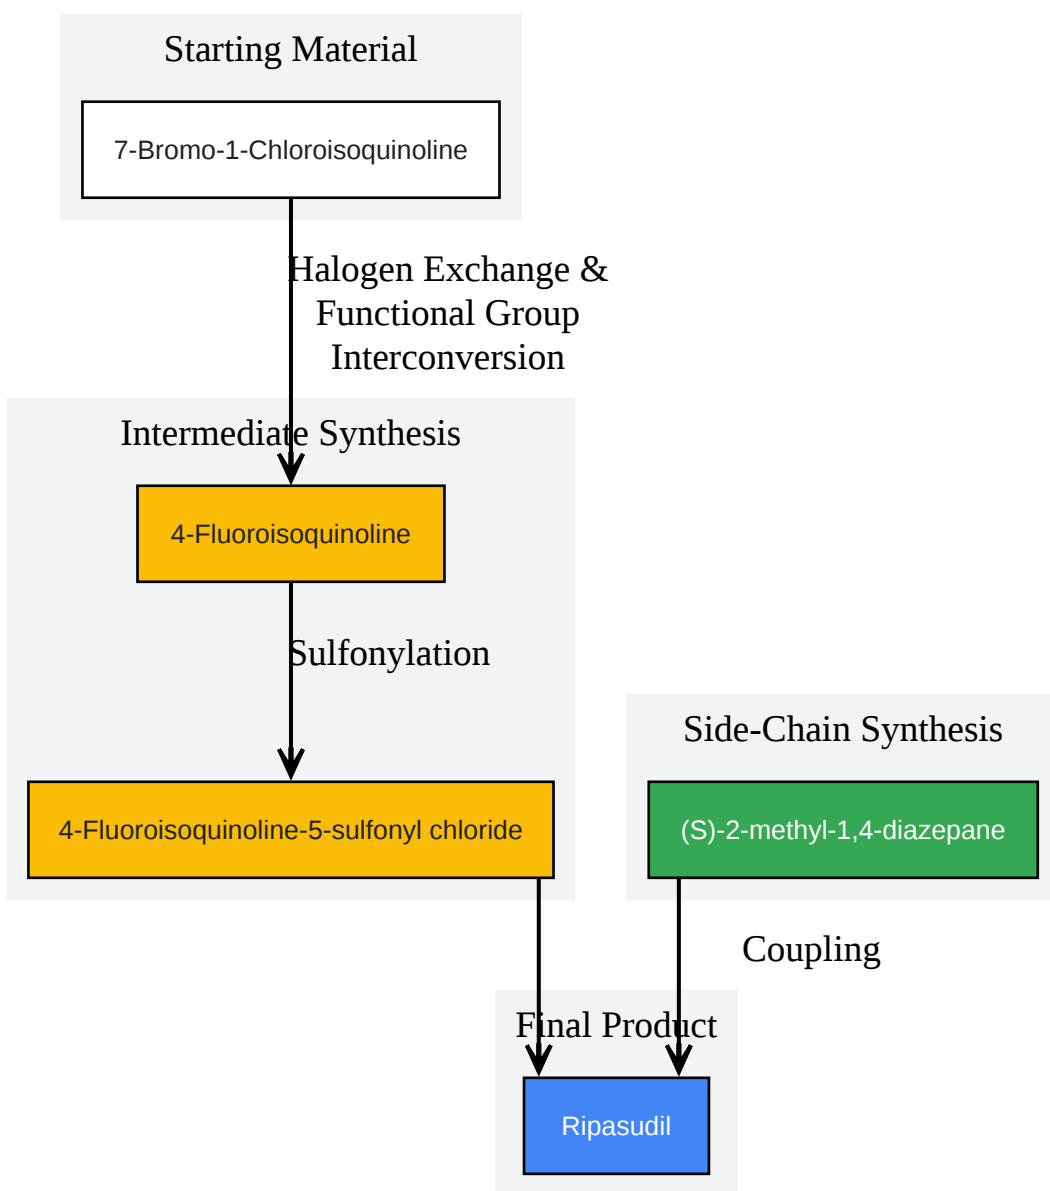 Starting Material
7-Bromo-1-Chloroisoquinoline
Halogen Exchange &
Functional Group
Interconversion
Intermediate Synthesis
4-Fluoroisoquinoline
Sulfonylation
4-Fluoroisoquinoline-5-sulfonyl chloride
Side-Chain Synthesis
(S)-2-methyl-1,4-diazepane
Coupling
Final Product
Ripasudil